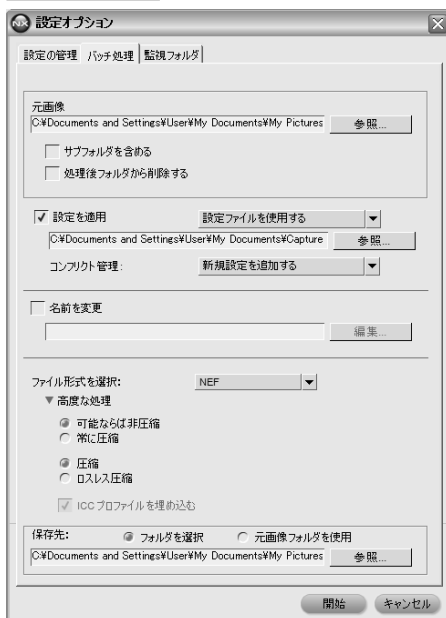 NX 設定オプション
設定の管理 バッチ処理 監視フォルダ
元画像
C:¥Documents and Settings¥User¥My Documents¥My Pictures 参照...
サブフォルダを含める
処理後フォルダから削除する
設定を適用 設定ファイルを使用する
C:¥Documents and Settings¥User¥My Documents¥Capture 参照...
コンフリクト管理: 新規設定を追加する
名前を変更
編集...
ファイル形式を選択: NEF
高度な処理
可能ならば非圧縮
常に圧縮
圧縮
ロスレス圧縮
ICC プロファイルを埋め込む
保存先: フォルダを選択 元画像フォルダを使用
C:¥Documents and Settings¥User¥My Documents¥My Pictures 参照...
開始 キャンセル